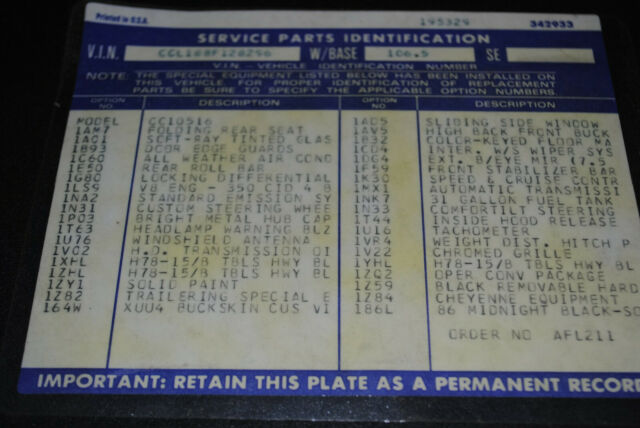 Printed in U.S.A. 195329 342933
SERVICE PARTS IDENTIFICATION
V.I.N. CCL168F120296 W/BASE 106.5 SE
V.I.N. – VEHICLE IDENTIFICATION NUMBER
NOTE: THE SPECIAL EQUIPMENT LISTED BELOW HAS BEEN INSTALLED ON
THIS VEHICLE FOR PROPER IDENTIFICATION OF REPLACEMENT
PARTS BE SURE TO SPECIFY THE APPLICABLE OPTION NUMBERS.
OPTION NO DESCRIPTION OPTION NO DESCRIPTION
MODEL CC10516 1AD5 SLIDING SIDE WINDOW
1AM7 FOLDING REAR SEAT 1AV5 HIGH BACK FRONT BUCK
1A01 SOFT-RAY TINTED GLAS 1B32 COLOR-KEYED FLOOR MA
1B93 DOOR EDGE GUARDS 1CD4 INTER. W/S WIPER SYS
1C60 ALL WEATHER AIR COND 1DG4 EXT. B/EYE MIR (7.5
1E50 REAR ROLL BAR 1F59 FRONT STABILIZER BAR
1G80 LOCKING DIFFERENTIAL 1K30 SPEED & CRUISE CONTR
1LS9 V8 ENG - 350 CID 4 B 1MX1 AUTOMATIC TRANSMISSI
1NA2 STANDARD EMISSION SY 1NK7 31 GALLON FUEL TANK
1N31 CUSTOM STEERING WHEE 1N33 COMFORTILT STEERING
1P03 BRIGHT METAL HUB CAP 1T44 INSIDE HOOD RELEASE
1T63 HEADLAMP WARNING BLZ 1U16 TACHOMETER
1U76 WINDSHIELD ANTENNA 1VR4 WEIGHT DIST. HITCH P
1V02 H.D. TRANSMISSION OI 1V22 CHROMED GRILLE
1XHL H78-15/B TBLS HWY BL 1YHL H78-15/B TBLS HWY BL
1ZHL H78-15/B TBLS HWY BL 1ZQ2 OPER CONV PACKAGE
1ZY1 SOLID PAINT 1Z59 BLACK REMOVABLE HARD
1Z82 TRAILERING SPECIAL E 1Z84 CHEYENNE EQUIPMENT
164W XUU4 BUCKSKIN CUS VI 186L 86 MIDNIGHT BLACK-SO
ORDER NO AFL211
IMPORTANT: RETAIN THIS PLATE AS A PERMANENT RECOR